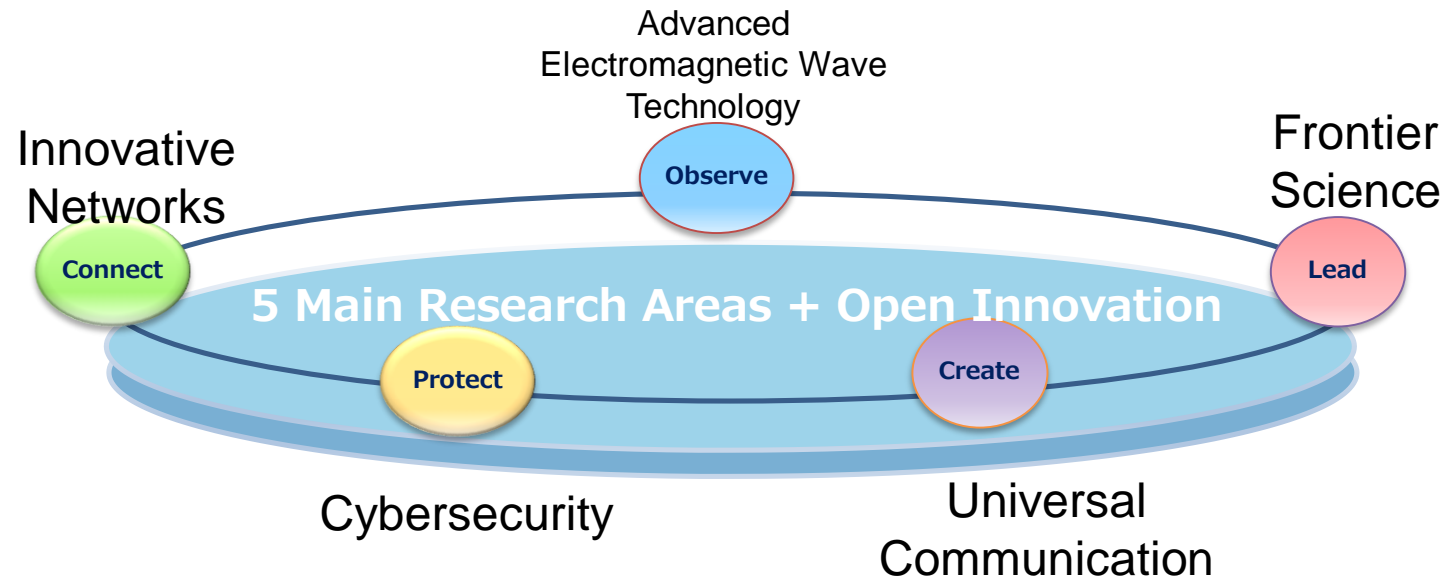 Advanced
Electromagnetic Wave
Technology
Innovative
Networks
Frontier
Science
Observe
Connect
Lead
5 Main Research Areas + Open Innovation
Protect
Create
Cybersecurity
Universal
Communication